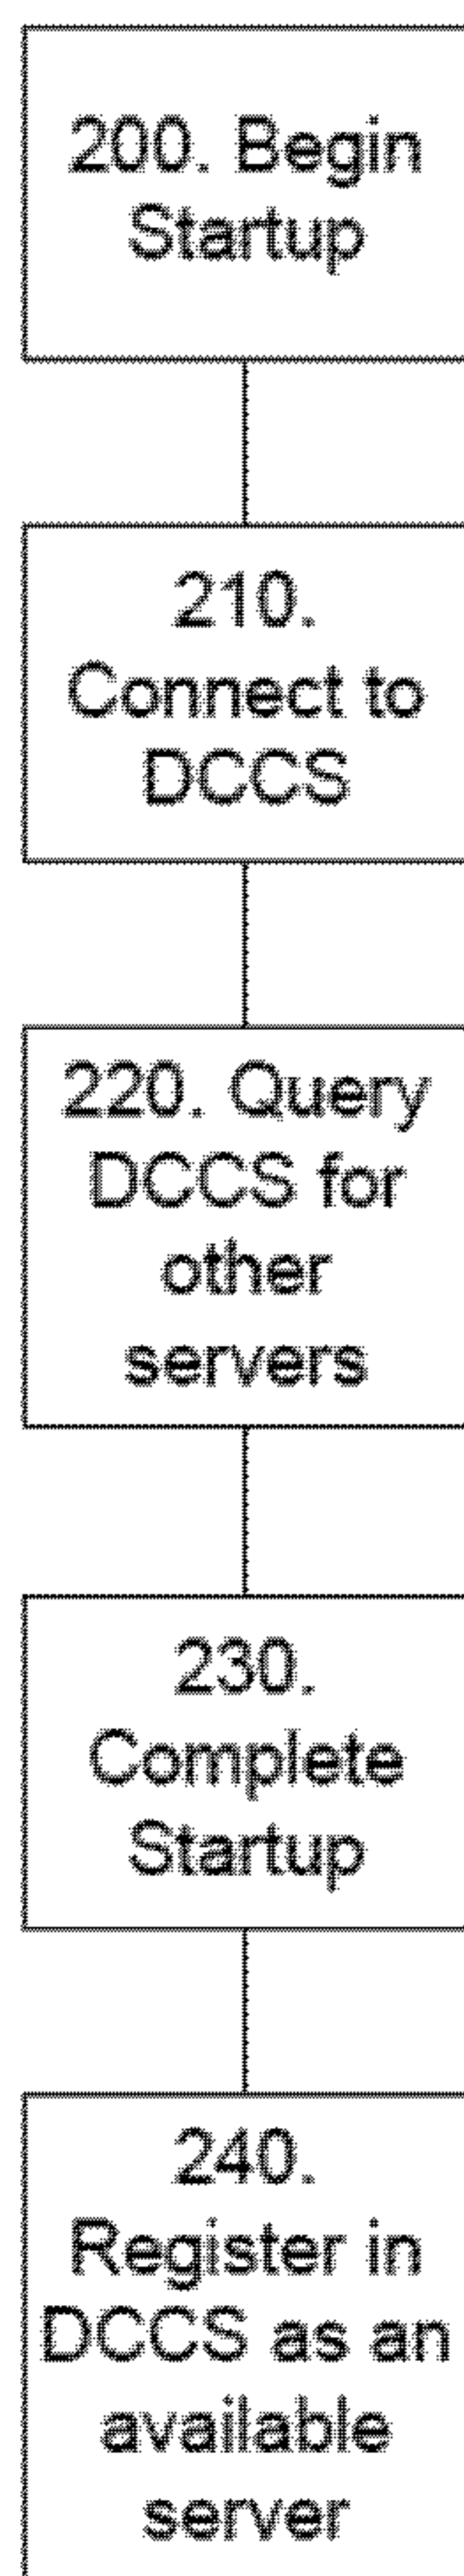 200. Begin
Startup
210.
Connect to
DCCS
220. Query
DCCS for
other
servers
230.
Complete
Startup
240.
Register in
DCCS as an
available
server